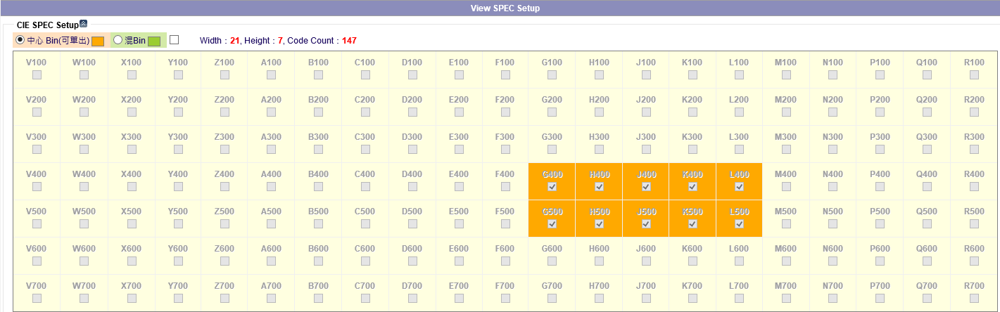 View SPEC Setup
CIE SPEC Setup
中心 Bin(可單出) 混Bin Width : 21, Height : 7, Code Count : 147
V100 W100 X100 Y100 Z100 A100 B100 C100 D100 E100 F100 G100 H100 J100 K100 L100 M100 N100 P100 Q100 R100
V200 W200 X200 Y200 Z200 A200 B200 C200 D200 E200 F200 G200 H200 J200 K200 L200 M200 N200 P200 Q200 R200
V300 W300 X300 Y300 Z300 A300 B300 C300 D300 E300 F300 G300 H300 J300 K300 L300 M300 N300 P300 Q300 R300
V400 W400 X400 Y400 Z400 A400 B400 C400 D400 E400 F400 G400 H400 J400 K400 L400 M400 N400 P400 Q400 R400
V500 W500 X500 Y500 Z500 A500 B500 C500 D500 E500 F500 G500 H500 J500 K500 L500 M500 N500 P500 Q500 R500
V600 W600 X600 Y600 Z600 A600 B600 C600 D600 E600 F600 G600 H600 J600 K600 L600 M600 N600 P600 Q600 R600
V700 W700 X700 Y700 Z700 A700 B700 C700 D700 E700 F700 G700 H700 J700 K700 L700 M700 N700 P700 Q700 R700